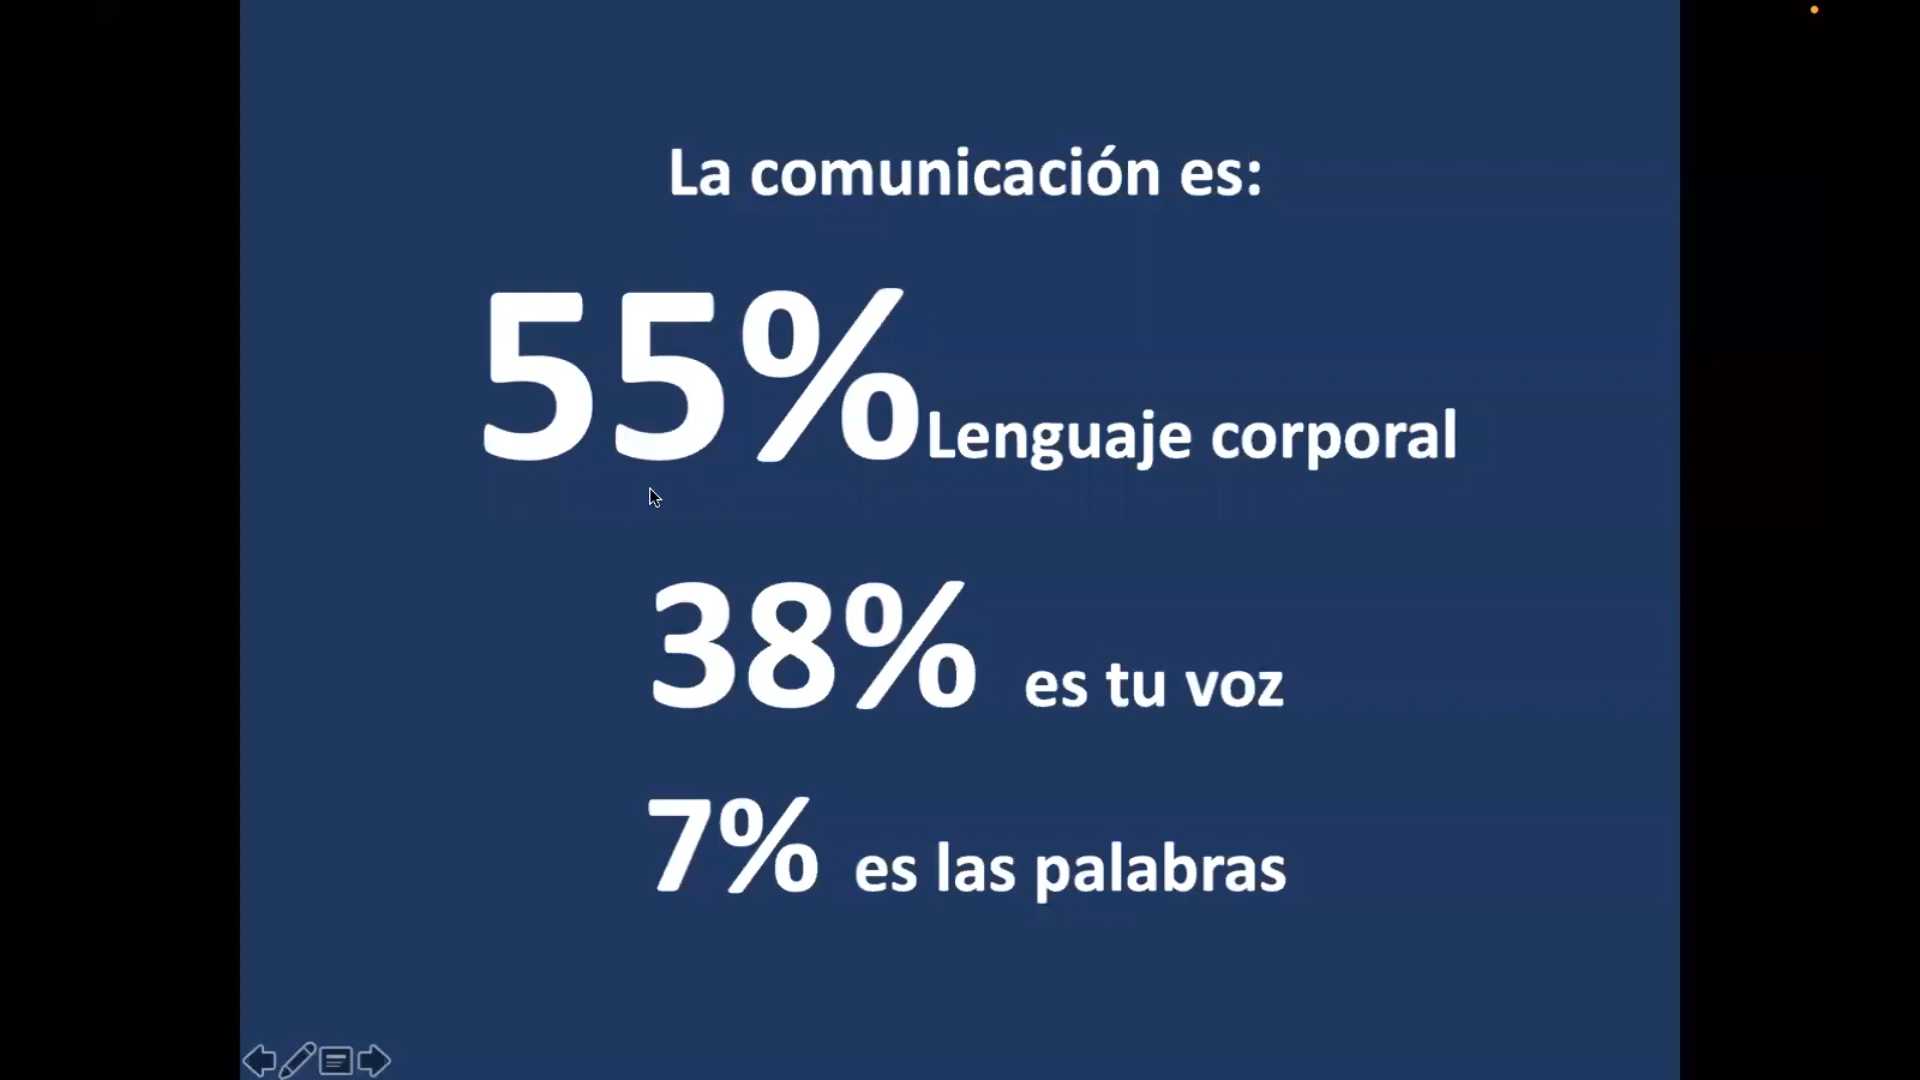 La comunicación es:
55% Lenguaje corporal
38% es tu voz
7% es las palabras